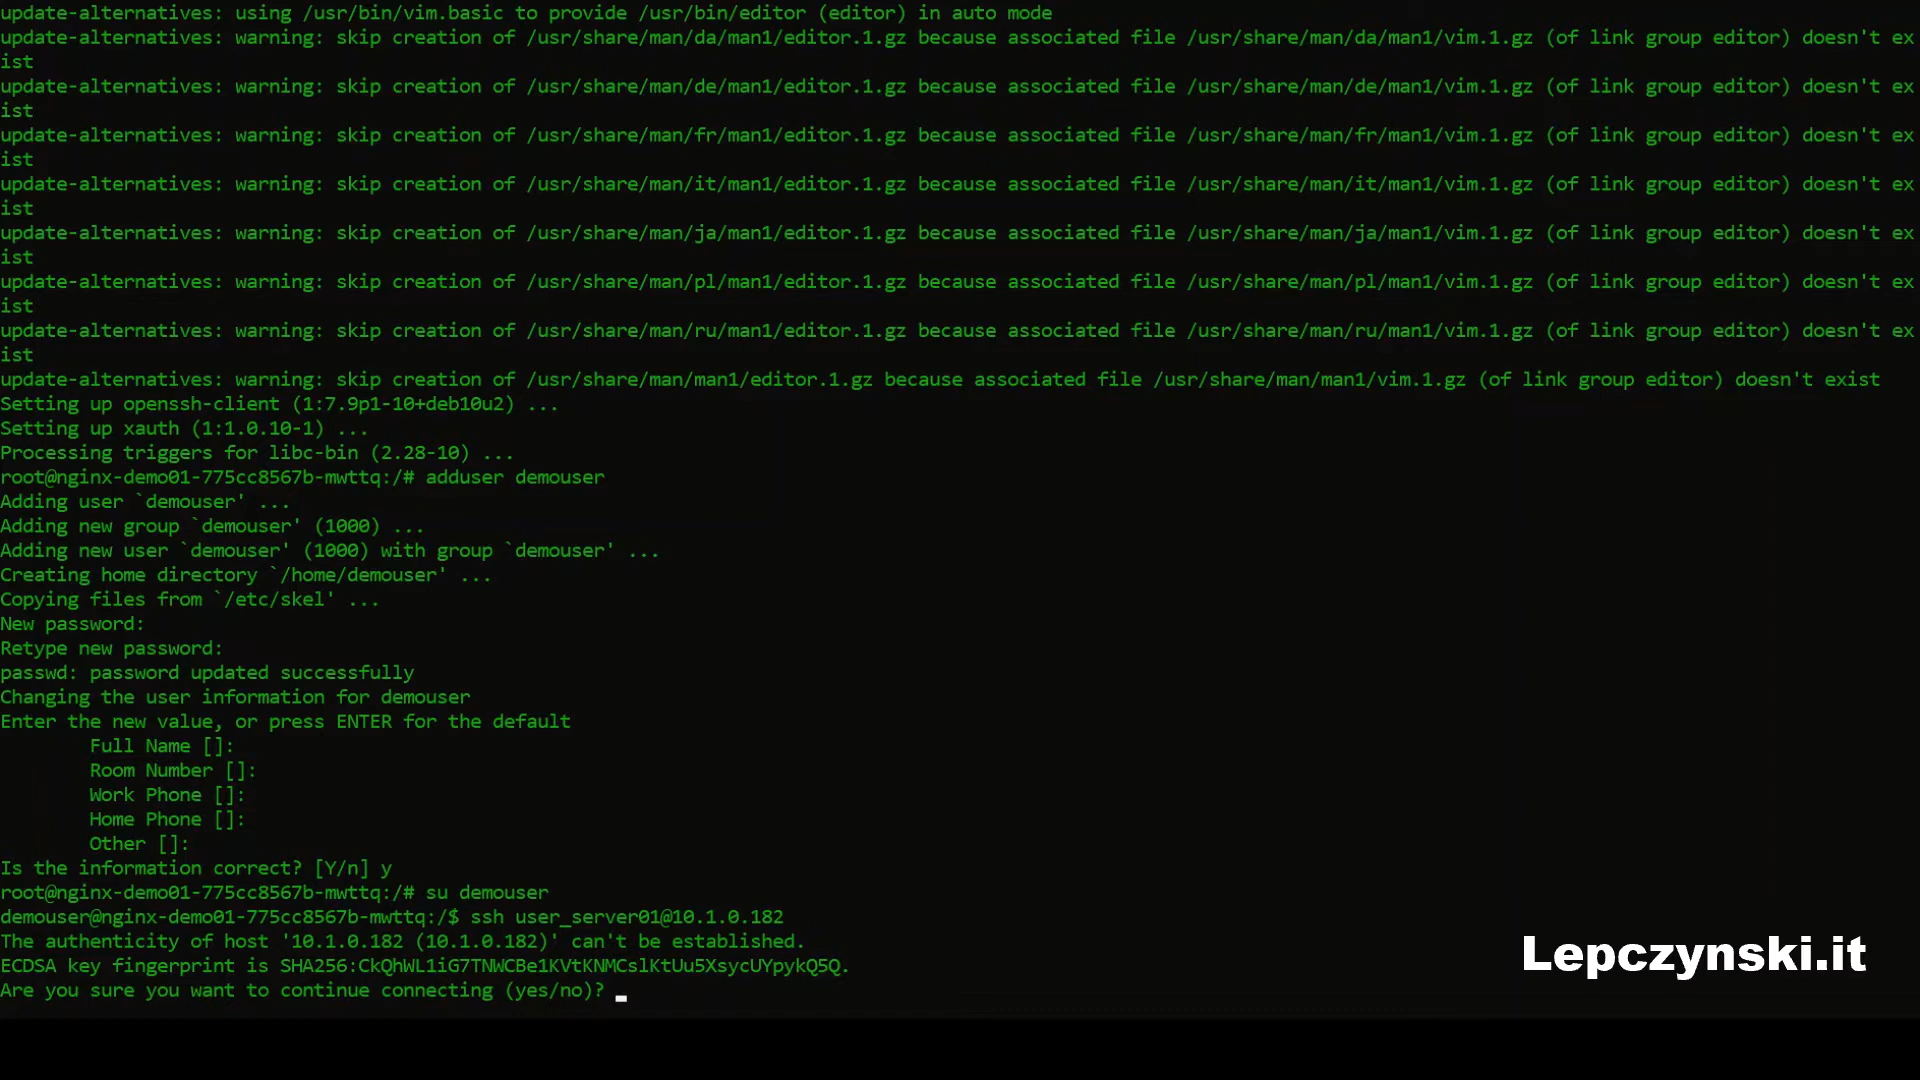 update-alternatives: using /usr/bin/vim.basic to provide /usr/bin/editor (editor) in auto mode
update-alternatives: warning: skip creation of /usr/share/man/da/man1/editor.1.gz because associated file /usr/share/man/da/man1/vim.1.gz (of link group editor) doesn't ex
ist
update-alternatives: warning: skip creation of /usr/share/man/de/man1/editor.1.gz because associated file /usr/share/man/de/man1/vim.1.gz (of link group editor) doesn't ex
ist
update-alternatives: warning: skip creation of /usr/share/man/fr/man1/editor.1.gz because associated file /usr/share/man/fr/man1/vim.1.gz (of link group editor) doesn't ex
ist
update-alternatives: warning: skip creation of /usr/share/man/it/man1/editor.1.gz because associated file /usr/share/man/it/man1/vim.1.gz (of link group editor) doesn't ex
ist
update-alternatives: warning: skip creation of /usr/share/man/ja/man1/editor.1.gz because associated file /usr/share/man/ja/man1/vim.1.gz (of link group editor) doesn't ex
ist
update-alternatives: warning: skip creation of /usr/share/man/pl/man1/editor.1.gz because associated file /usr/share/man/pl/man1/vim.1.gz (of link group editor) doesn't ex
ist
update-alternatives: warning: skip creation of /usr/share/man/ru/man1/editor.1.gz because associated file /usr/share/man/ru/man1/vim.1.gz (of link group editor) doesn't ex
ist
update-alternatives: warning: skip creation of /usr/share/man/man1/editor.1.gz because associated file /usr/share/man/man1/vim.1.gz (of link group editor) doesn't exist
Setting up openssh-client (1:7.9p1-10+deb10u2) ...
Setting up xauth (1:1.0.10-1) ...
Processing triggers for libc-bin (2.28-10) ...
root@nginx-demo01-775cc8567b-mwttq:/# adduser demouser
Adding user `demouser' ...
Adding new group `demouser' (1000) ...
Adding new user `demouser' (1000) with group `demouser' ...
Creating home directory `/home/demouser' ...
Copying files from `/etc/skel' ...
New password:
Retype new password:
passwd: password updated successfully
Changing the user information for demouser
Enter the new value, or press ENTER for the default
Full Name []:
Room Number []:
Work Phone []:
Home Phone []:
Other []:
Is the information correct? [Y/n] y
root@nginx-demo01-775cc8567b-mwttq:/# su demouser
demouser@nginx-demo01-775cc8567b-mwttq:/$ ssh user_server01@10.1.0.182
The authenticity of host '10.1.0.182 (10.1.0.182)' can't be established.
ECDSA key fingerprint is SHA256:CkQhWL1iG7TNWCBe1KVtKNMCslKtUu5XsycUYpykQ5Q.
Are you sure you want to continue connecting (yes/no)?
Lepczynski.it